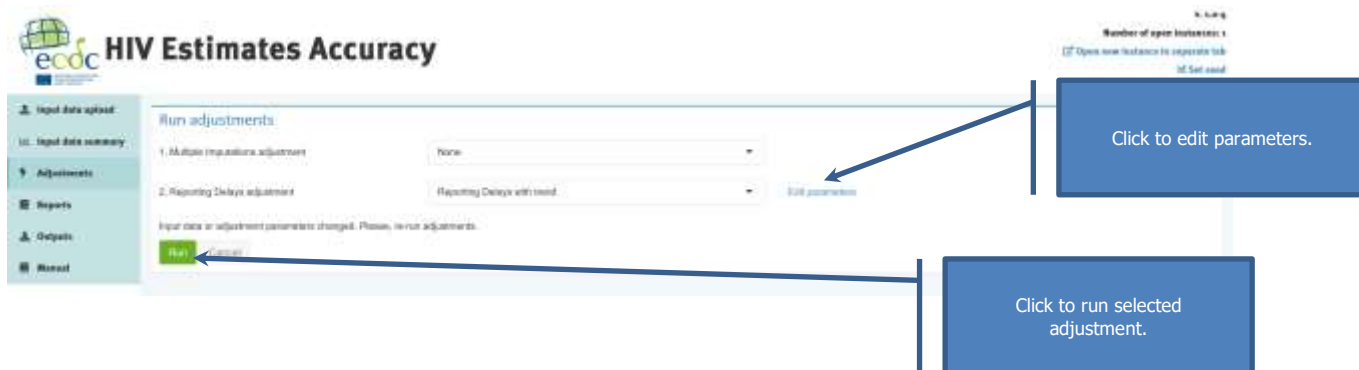 ecdc HIV Estimates Accuracy
Number of open instances: 1
Open new instance in separate tab
Set seed
Input data upload
Input data summary
Adjustments
Reports
Outputs
Manual
Run adjustments
1. Multiple Imputations adjustment
None
2. Reporting Delays adjustment
Reporting Delays with trend
Edit parameters
Input data or adjustment parameters changed. Please, re-run adjustments.
Run
Cancel
Click to edit parameters.
Click to run selected
adjustment.